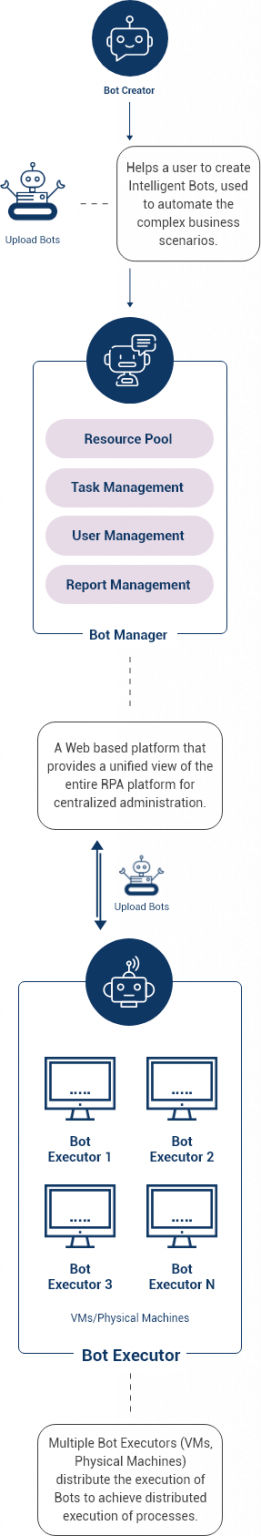 Bot Creator
Helps a user to create
Intelligent Bots, used
to automate the
complex business
scenarios.
Upload Bots
Resource Pool
Task Management
User Management
Report Management
Bot Manager
A Web based platform that
provides a unified view of the
entire RPA platform for
centralized administration.
Upload Bots
Bot
Executor 1
Bot
Executor 2
Bot
Executor 3
Bot
Executor N
VMs/Physical Machines
Bot Executor
Multiple Bot Executors (VMs,
Physical Machines)
distribute the execution of
Bots to achieve distributed
execution of processes.